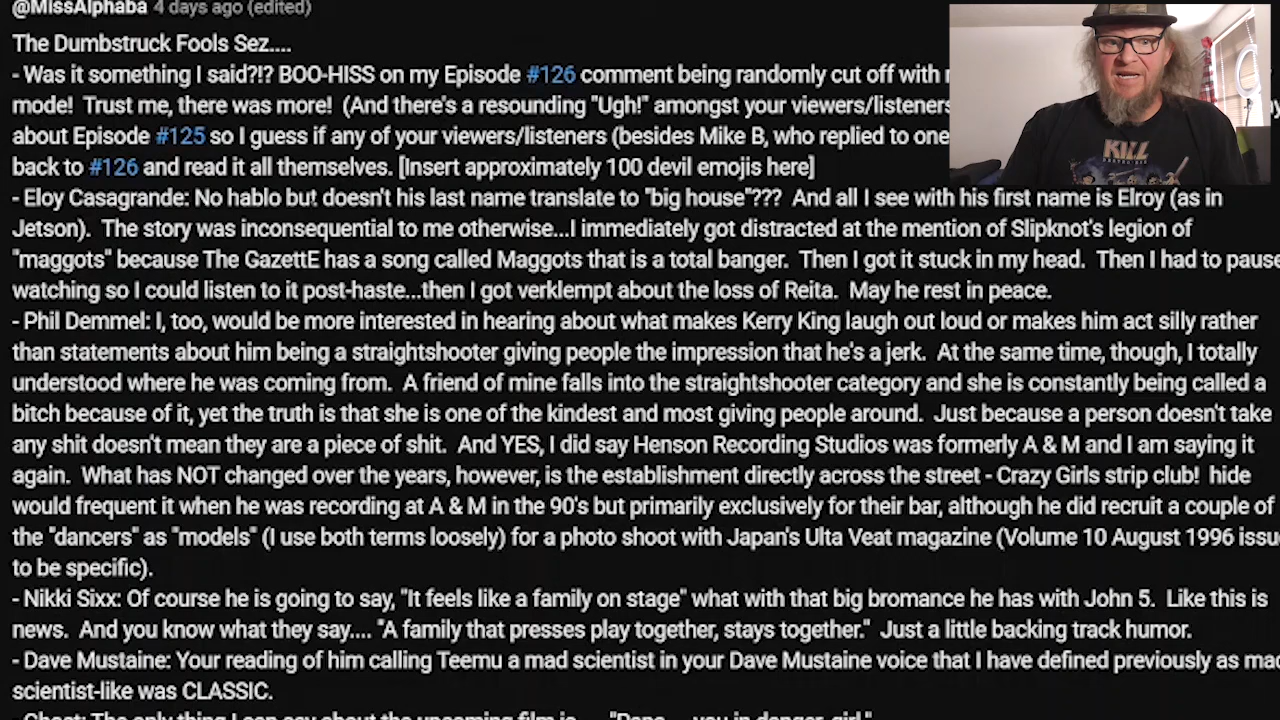 @MissAlphaba 4 days ago (edited)
The Dumbstruck Fools Sez....
- Was it something I said?!? BOO-HISS on my Episode #126 comment being randomly cut off with
mode! Trust me, there was more! (And there's a resounding "Ugh!" amongst your viewers/listeners
about Episode #125 so I guess if any of your viewers/listeners (besides Mike B, who replied to one
back to #126 and read it all themselves. [Insert approximately 100 devil emojis here]
- Eloy Casagrande: No hablo but doesn't his last name translate to "big house"??? And all I see with his first name is Elroy (as in
Jetson). The story was inconsequential to me otherwise...I immediately got distracted at the mention of Slipknot's legion of
"maggots" because The GazettE has a song called Maggots that is a total banger. Then I got it stuck in my head. Then I had to pause
watching so I could listen to it post-haste...then I got verklempt about the loss of Reita. May he rest in peace.
- Phil Demmel: I, too, would be more interested in hearing about what makes Kerry King laugh out loud or makes him act silly rather
than statements about him being a straightshooter giving people the impression that he's a jerk. At the same time, though, I totally
understood where he was coming from. A friend of mine falls into the straightshooter category and she is constantly being called a
bitch because of it, yet the truth is that she is one of the kindest and most giving people around. Just because a person doesn't take
any shit doesn't mean they are a piece of shit. And YES, I did say Henson Recording Studios was formerly A & M and I am saying it
again. What has NOT changed over the years, however, is the establishment directly across the street - Crazy Girls strip club! hide
would frequent it when he was recording at A & M in the 90's but primarily exclusively for their bar, although he did recruit a couple of
the "dancers" as "models" (I use both terms loosely) for a photo shoot with Japan's Ulta Veat magazine (Volume 10 August 1996 issu
to be specific).
- Nikki Sixx: Of course he is going to say, "It feels like a family on stage" what with that big bromance he has with John 5. Like this is
news. And you know what they say.... "A family that presses play together, stays together." Just a little backing track humor.
- Dave Mustaine: Your reading of him calling Teemu a mad scientist in your Dave Mustaine voice that I have defined previously as mad
scientist-like was CLASSIC.
- Ghost: The only thing I can say about the upcoming film is.... "Papa.... you in danger, girl."
KILL